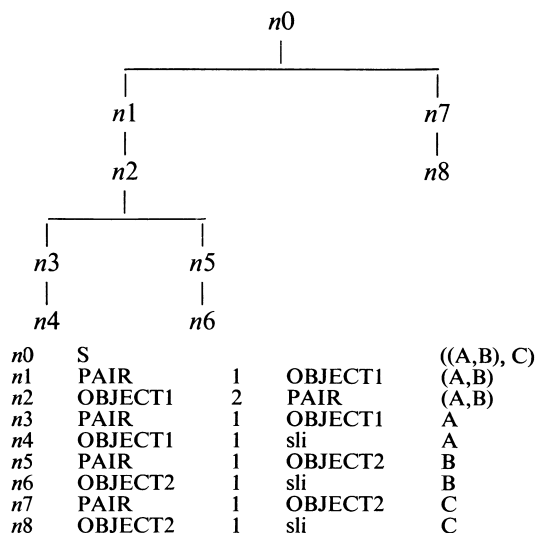 n0
n1 n7
n2 n8
n3 n5
n4 n6
n0 S ((A,B), C)
n1 PAIR 1 OBJECT1 (A,B)
n2 OBJECT1 2 PAIR (A,B)
n3 PAIR 1 OBJECT1 A
n4 OBJECT1 1 sli A
n5 PAIR 1 OBJECT2 B
n6 OBJECT2 1 sli B
n7 PAIR 1 OBJECT2 C
n8 OBJECT2 1 sli C